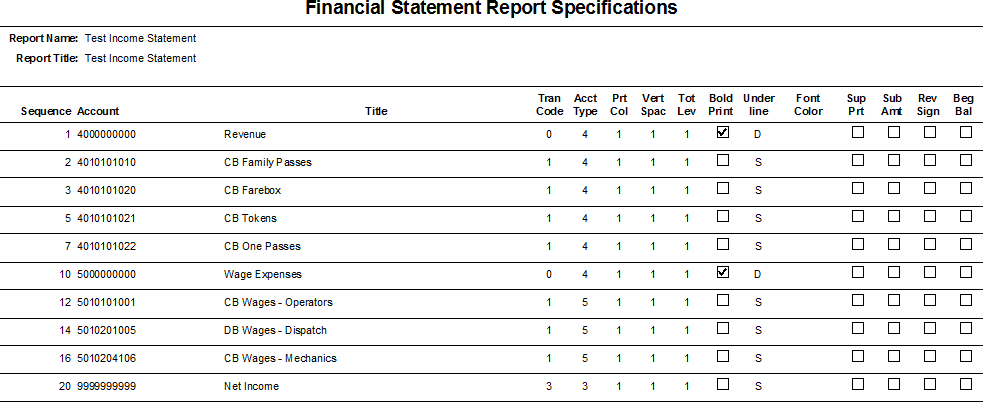 Financial Statement Report Specifications
Report Name: Test Income Statement
Report Title: Test Income Statement
Tran Acct Prt Vert Tot Bold Under Font Sup Sub Rev Beg
Sequence Account Title Code Type Col Spac Lev Print line Color Prt Amt Sign Bal
1 4000000000 Revenue 0 4 1 1 1 D
2 4010101010 CB Family Passes 1 4 1 1 1 S
3 4010101020 CB Farebox 1 4 1 1 1 S
5 4010101021 CB Tokens 1 4 1 1 1 S
7 4010101022 CB One Passes 1 4 1 1 1 S
10 5000000000 Wage Expenses 0 4 1 1 1 D
12 5010101001 CB Wages - Operators 1 5 1 1 1 S
14 5010201005 DB Wages - Dispatch 1 5 1 1 1 S
16 5010204106 CB Wages - Mechanics 1 5 1 1 1 S
20 9999999999 Net Income 3 3 1 1 1 S